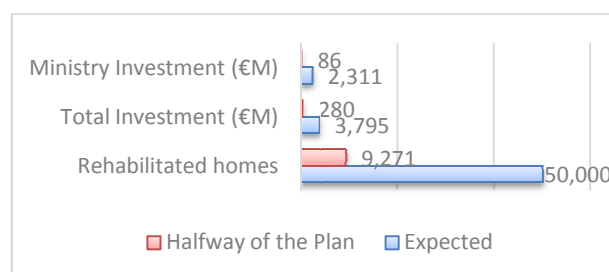 86
Ministry Investment (€M)
2,311
280
Total Investment (€M)
3,795
9,271
Rehabilitated homes
50,000
Halfway of the Plan Expected